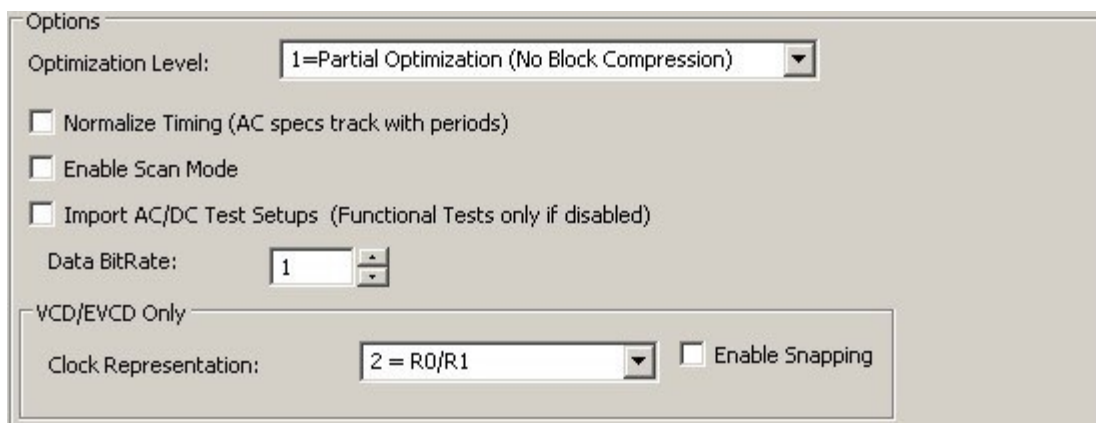 Options
Optimization Level: 1=Partial Optimization (No Block Compression)
Normalize Timing (AC specs track with periods)
Enable Scan Mode
Import AC/DC Test Setups (Functional Tests only if disabled)
Data BitRate: 1
VCD/EVCD Only
Clock Representation: 2 = R0/R1 Enable Snapping